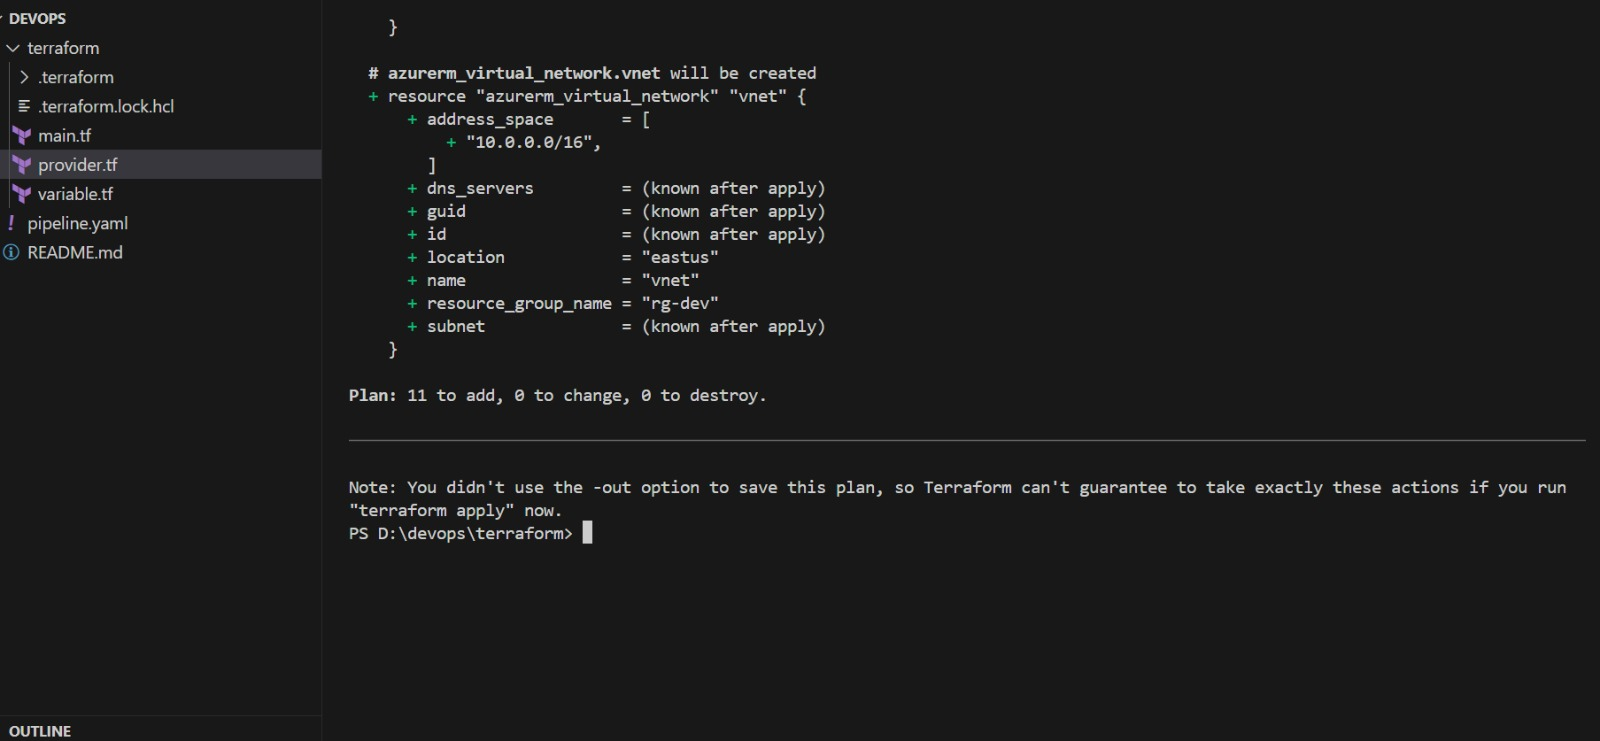 DEVOPS
terraform
.terraform
.terraform.lock.hcl
main.tf
provider.tf
variable.tf
! pipeline.yaml
README.md
OUTLINE
}
# azurerm_virtual_network.vnet will be created
+ resource "azurerm_virtual_network" "vnet" {
+ address_space = [
+ "10.0.0.0/16",
]
+ dns_servers = (known after apply)
+ guid = (known after apply)
+ id = (known after apply)
+ location = "eastus"
+ name = "vnet"
+ resource_group_name = "rg-dev"
+ subnet = (known after apply)
}
Plan: 11 to add, 0 to change, 0 to destroy.
Note: You didn't use the -out option to save this plan, so Terraform can't guarantee to take exactly these actions if you run
"terraform apply" now.
PS D:\devops\terraform>